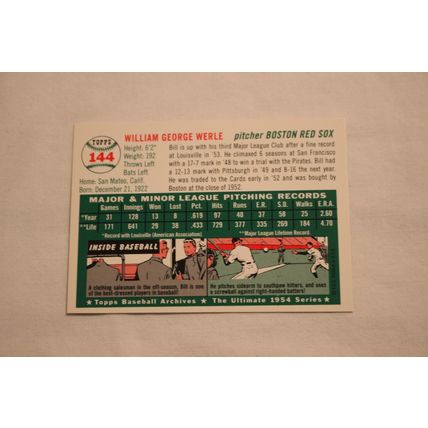 TOPPS
144
WILLIAM GEORGE WERLE
pitcher BOSTON RED SOX
Height: 6'2"
Weight: 192
Throws Left
Bats Left
Home: San Mateo, Calif.
Born: December 21, 1922
Bill is up with his third Major League Club after a fine record
at Louisville in '53. He climaxed 6 seasons at San Francisco
with a 17-7 mark in '48 to win a trial with the Pirates. Bill had
a 12-13 mark with Pittsburgh in '49 and 8-16 the next year.
He was traded to the Cards early in '52 and was bought by
Boston at the close of 1952.
MAJOR & MINOR LEAGUE PITCHING RECORDS
Games Innings Won Lost Pct. Hits Runs E.R. S.O. Walks E.R.A.
*Year 31 128 13 8 .619 97 40 37 58 25 2.60
**Life 171 641 29 38 .433 729 377 335 269 184 4.70
*Record with Louisville (American Association) **Major League Lifetime Record.
INSIDE BASEBALL
A clothing salesman in the off-season, Bill is one of the best-dressed players in baseball!
He pitches sidearm to southpaw hitters, and uses a screwball against right-handed batters!
★ Topps Baseball Archives ★ The Ultimate 1954 Series ★